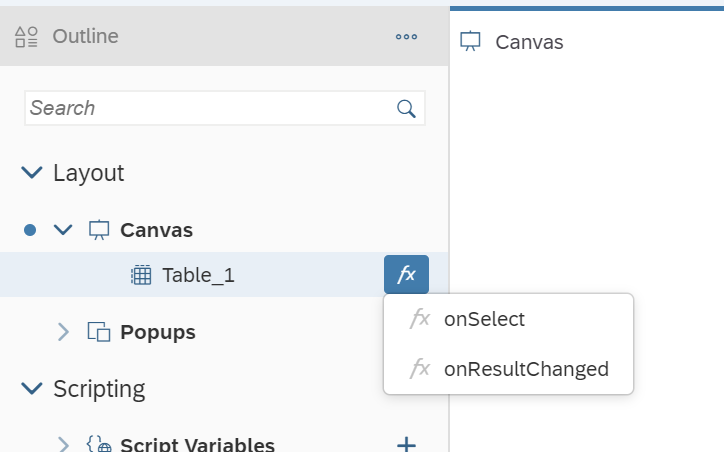 Outline
Canvas
Search
Layout
Canvas
Table_1
fx
fx onSelect
Popups
fx onResultChanged
Scripting
Script Variables